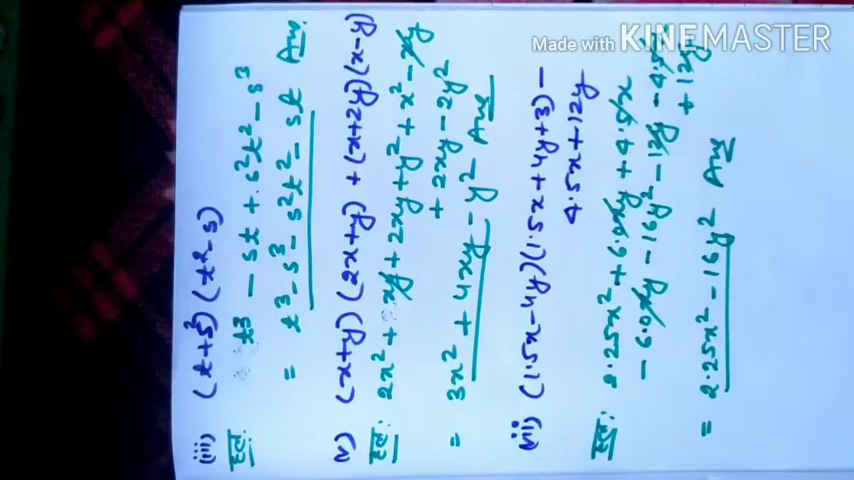 Made with KINEMASTER
(iii) (t+s²)(t²-s)
हल: t³ - st + s²t² - s³
= t³-s³-s²t²-st Ans
(v) (x+y)(2x+y)+(x+2y)(x-y)
हल: 2x²+xy+2xy+y²+x²-xy
+2xy-2y²
= 3x²+4xy-y² Ans
(vii) (1.5x-4y)(1.5x+4y+3)-
4.5x+12y
हल: 2.25x²+6.0xy+4.5x
-6.0xy-16y²-12y-4.5x
+12y
= 2.25x²-16y² Ans